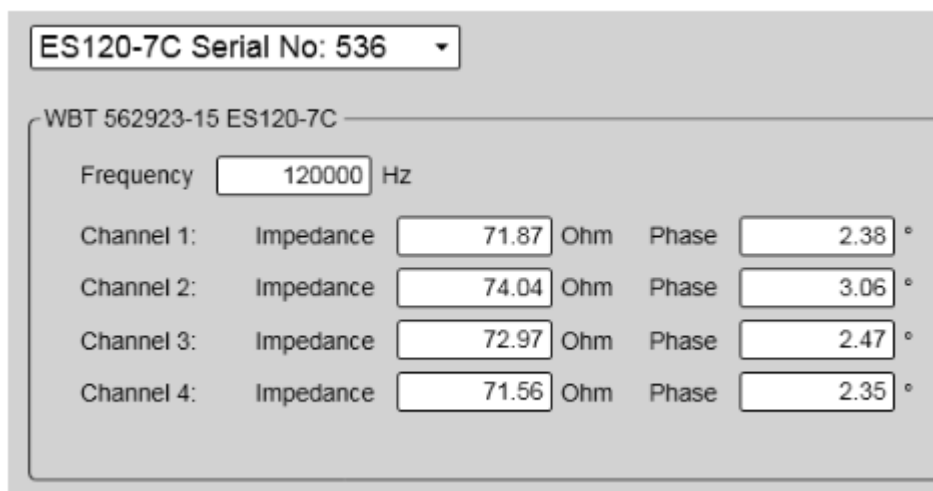 ES120-7C Serial No: 536
WBT 562923-15 ES120-7C
Frequency 120000 Hz
Channel 1: Impedance 71.87 Ohm Phase 2.38 °
Channel 2: Impedance 74.04 Ohm Phase 3.06 °
Channel 3: Impedance 72.97 Ohm Phase 2.47 °
Channel 4: Impedance 71.56 Ohm Phase 2.35 °